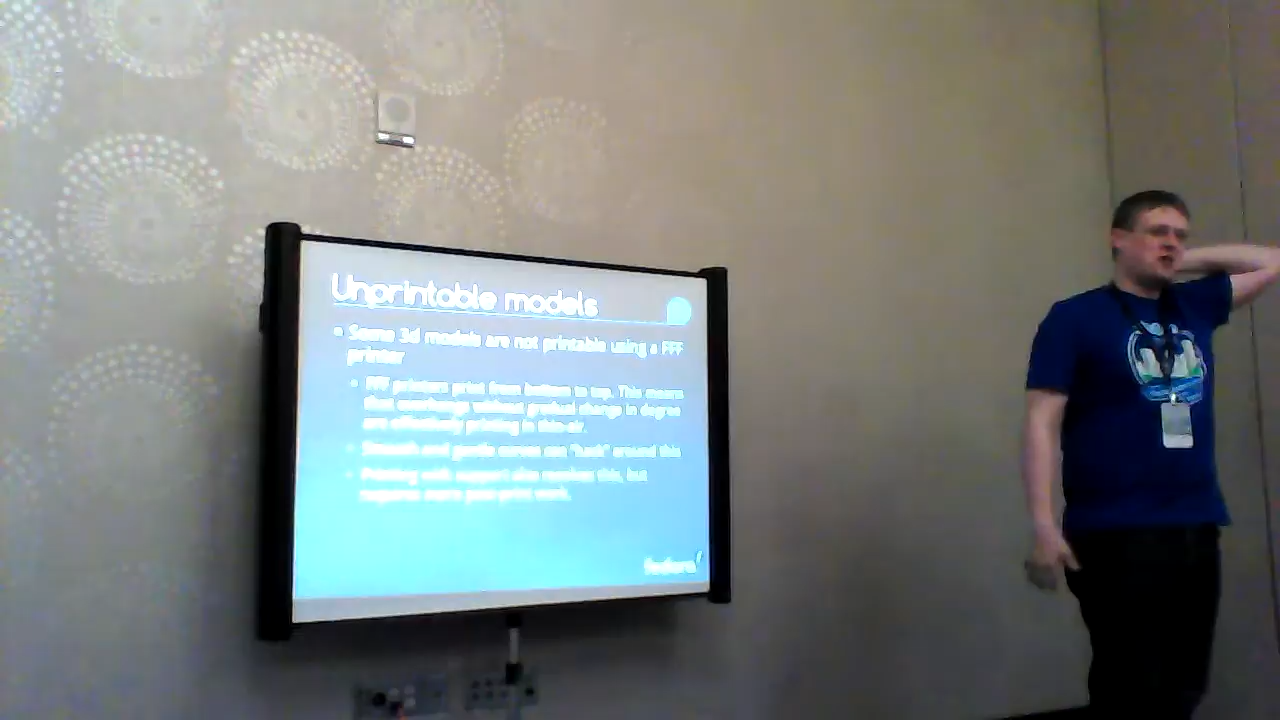 Unprintable models
Some 3d models are not printable using a FFF
printer
FFF printers print from bottom to top. This means
that overhangs without gradual change in degree
are effectively printing in thin air.
Smooth and gentle curves can "hack" around this
Printing with support also resolves this, but
requires more post-print work.
fedora